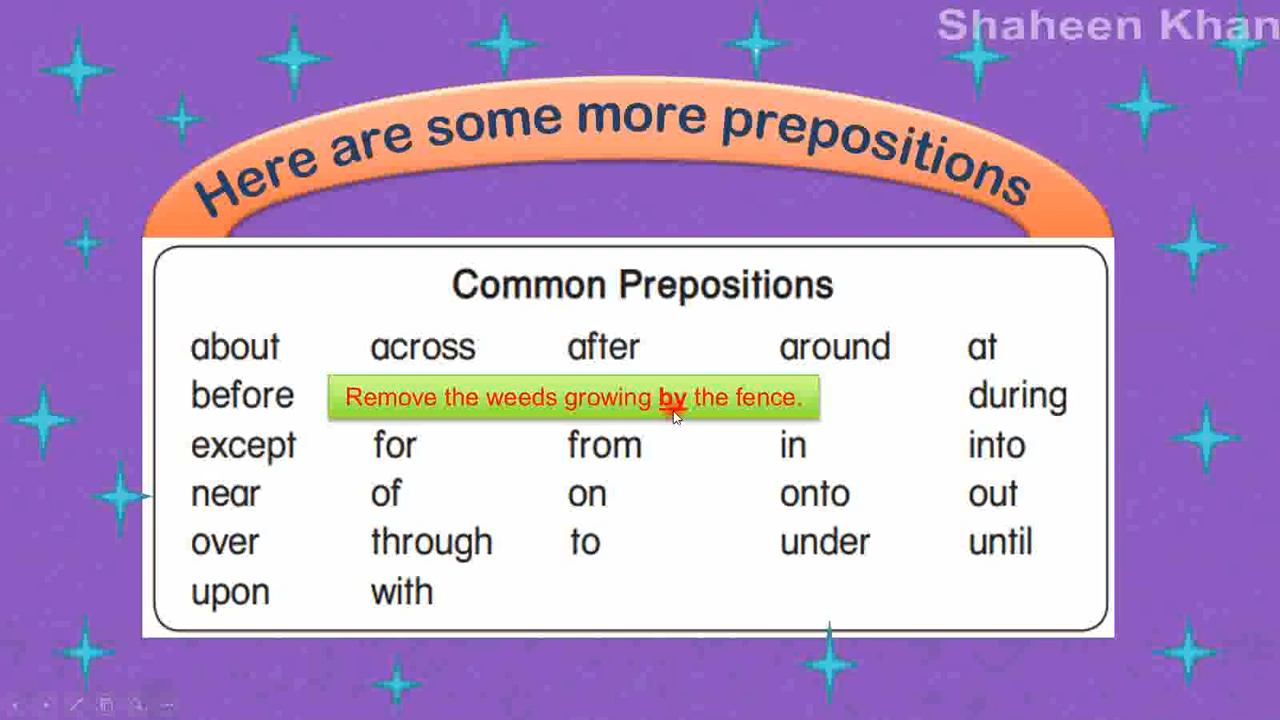 Shaheen Khan
Here are some more prepositions
Common Prepositions
about across after around at
before Remove the weeds growing by the fence. during
except for from in into
near of on onto out
over through to under until
upon with